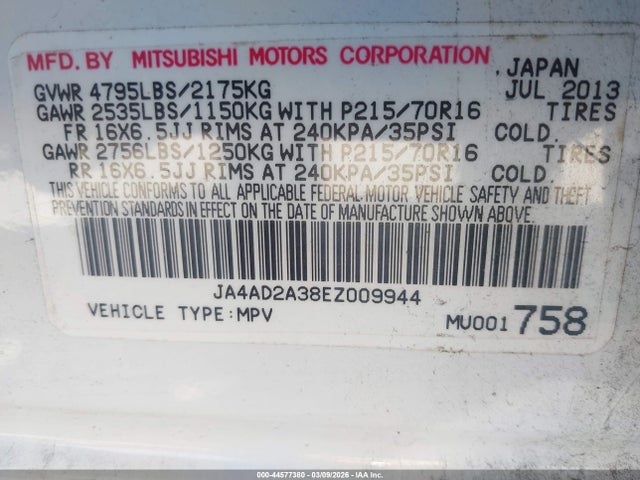 MFD. BY MITSUBISHI MOTORS CORPORATION, JAPAN
GVWR 4795LBS/2175KG JUL 2013
GAWR 2535LBS/1150KG WITH P215/70R16 TIRES
FR 16X6.5JJ RIMS AT 240KPA/35PSI COLD.
GAWR 2756LBS/1250KG WITH P215/70R16 TIRES
RR 16X6.5JJ RIMS AT 240KPA/35PSI COLD.
THIS VEHICLE CONFORMS TO ALL APPLICABLE FEDERAL MOTOR VEHICLE SAFETY AND THEFT
PREVENTION STANDARDS IN EFFECT ON THE DATE OF MANUFACTURE SHOWN ABOVE.
JA4AD2A38EZ009944
VEHICLE TYPE:MPV MU001 758
000-44577380 - 03/09/2026 - IAA Copart